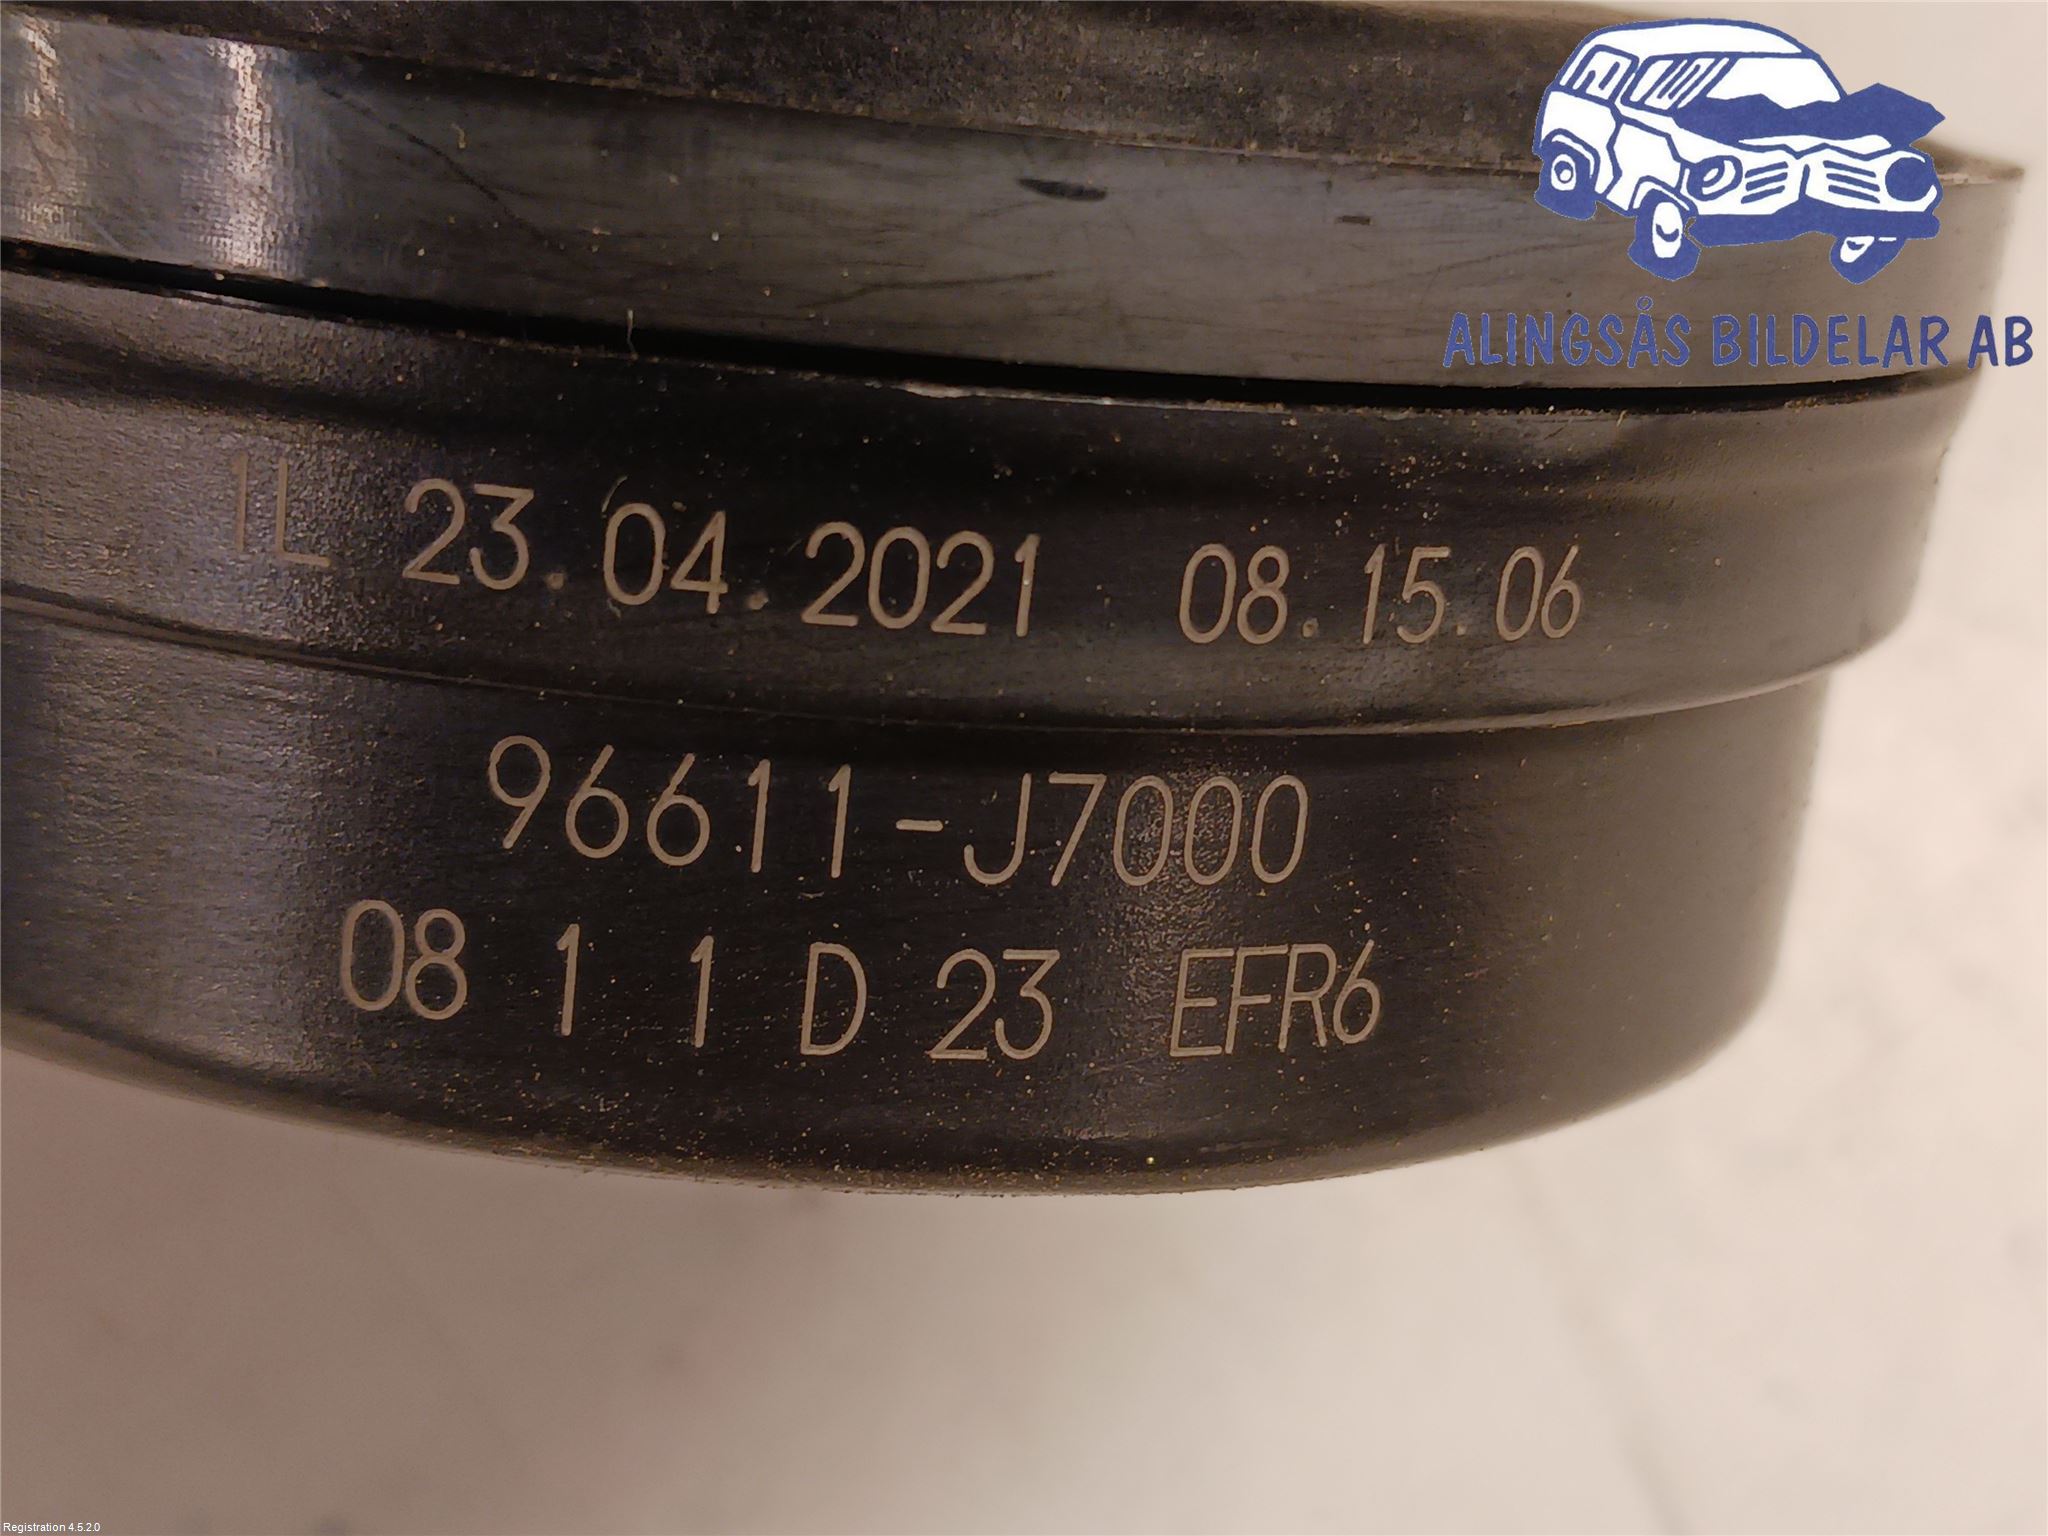 ALINGSÅS BILDELAR AB
1L 23.04.2021 08.15.06
96611-J7000
08 1 1 D 23 EFR6
Registration 4.5.2.0